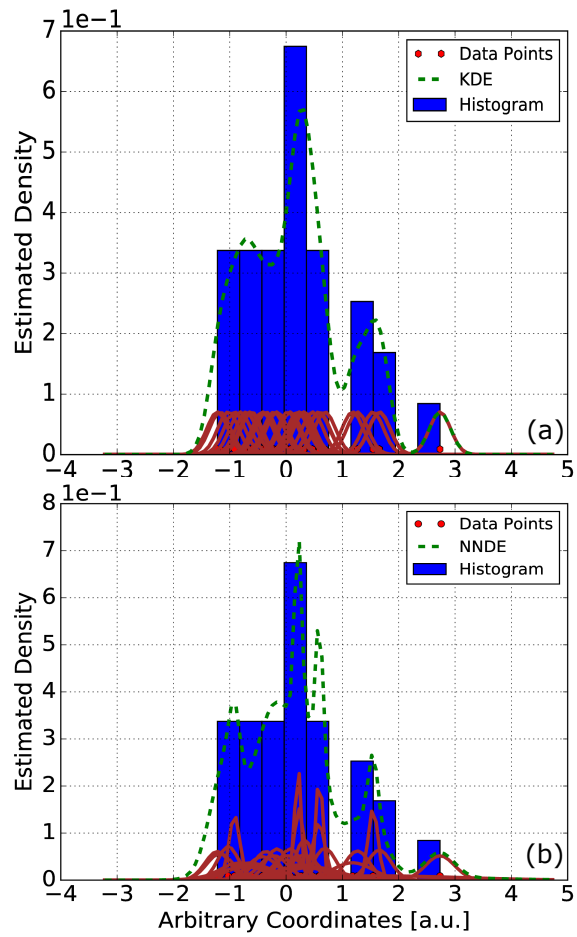 7 1e−1
Data Points
KDE
Histogram
6
5
4
3
2
1
0
Estimated Density
(a)
−4 −3 −2 −1 0 1 2 3 4 5
8 1e−1
Data Points
NNDE
Histogram
7
6
5
4
3
2
1
0
Estimated Density
(b)
−4 −3 −2 −1 0 1 2 3 4 5
Arbitrary Coordinates [a.u.]